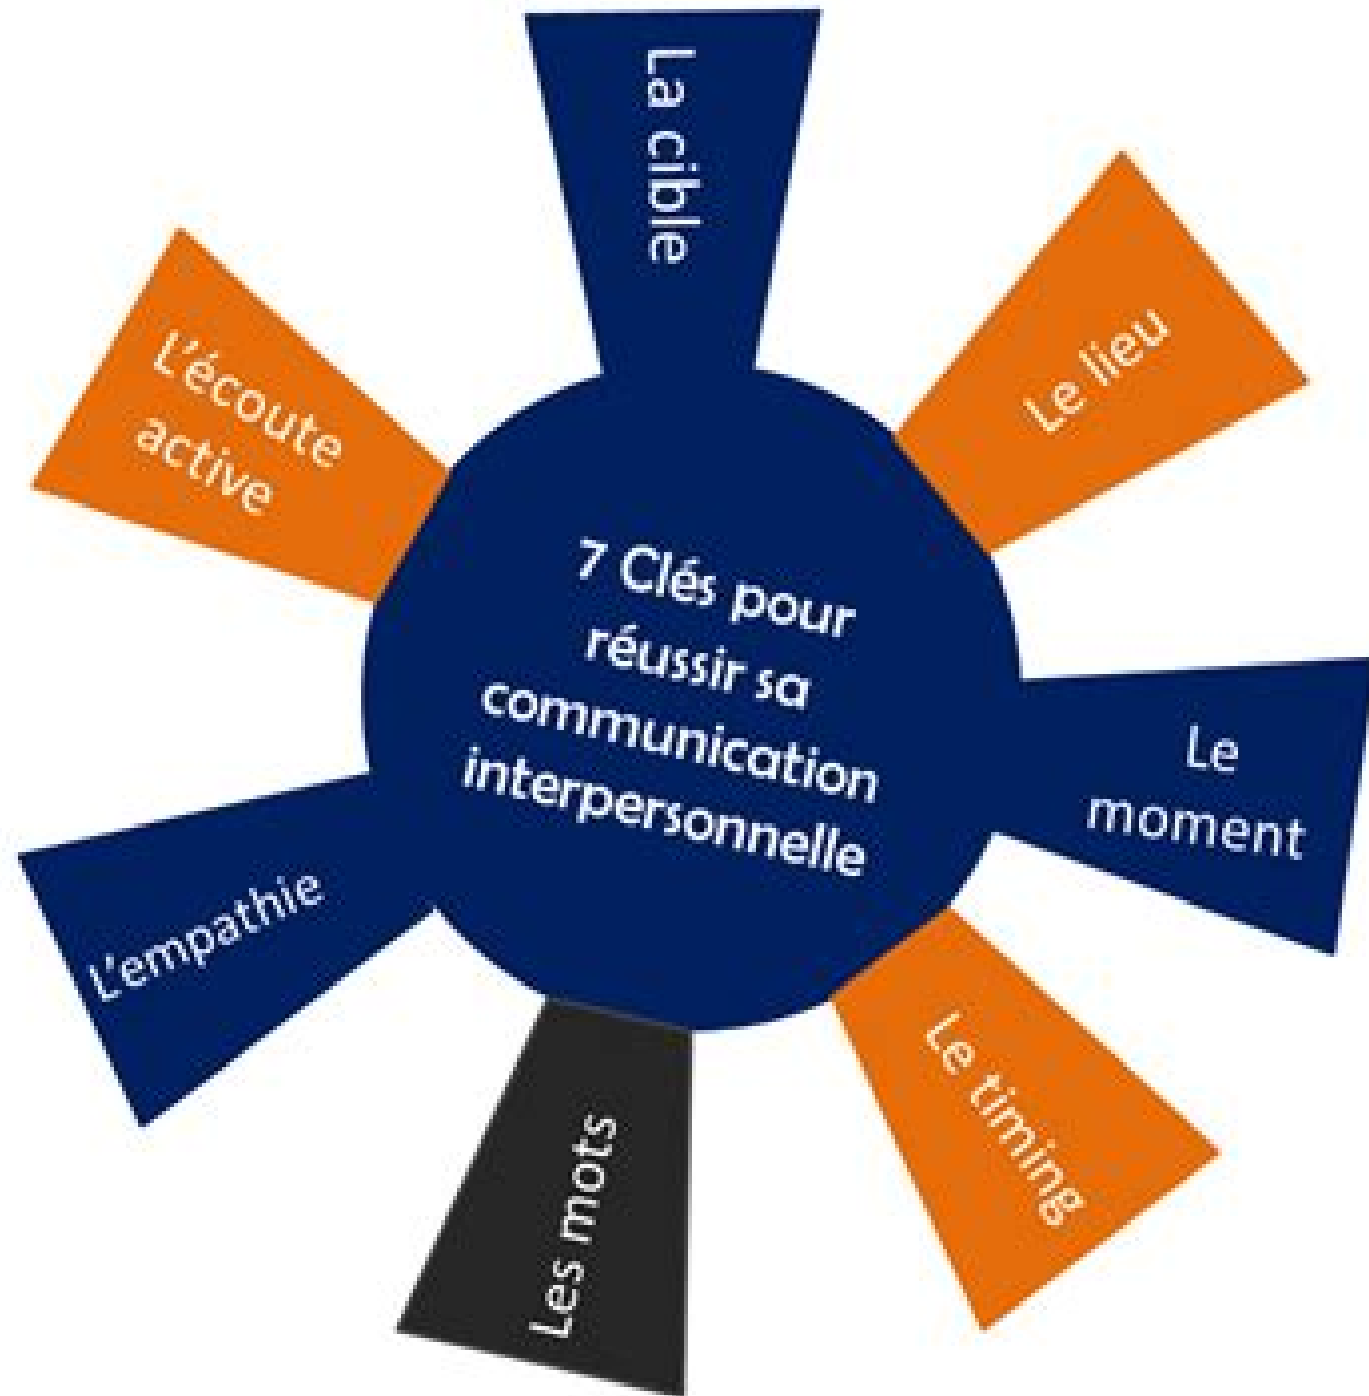 7 Clés pour
réussir sa
communication
interpersonnelle
La cible
Le lieu
Le
moment
Le timing
Les mots
L’empathie
L’écoute
active